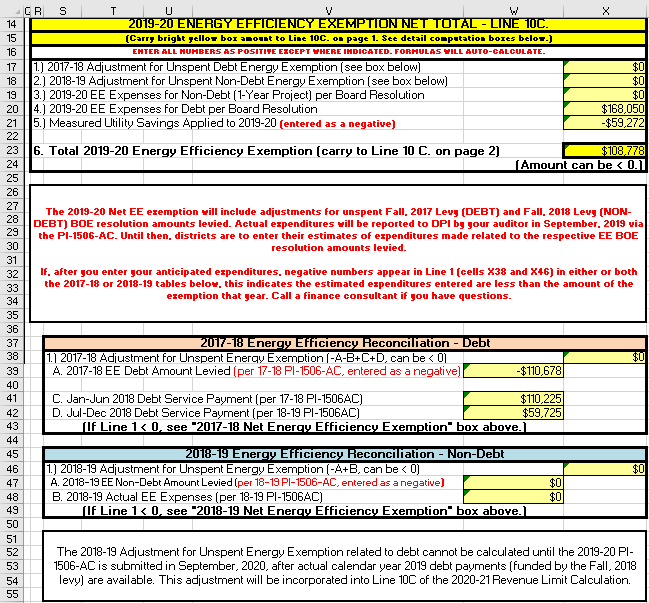 G R S T U V W X
14 2019-20 ENERGY EFFICIENCY EXEMPTION NET TOTAL - LINE 10C.
15 (Carry bright yellow box amount to Line 10C. on page 1. See detail computation boxes below.)
16 ENTER ALL NUMBERS AS POSITIVE EXCEPT WHERE INDICATED. FORMULAS WILL AUTO-CALCULATE.
17 1.) 2017-18 Adjustment for Unspent Debt Energy Exemption (see box below) $0
18 2.) 2018-19 Adjustment for Unspent Non-Debt Energy Exemption (see box below) $0
19 3.) 2019-20 EE Expenses for Non-Debt (1-Year Project) per Board Resolution $0
20 4.) 2019-20 EE Expenses for Debt per Board Resolution $168,050
21 5.) Measured Utility Savings Applied to 2019-20 (entered as a negative) -$59,272
22
23 6. Total 2019-20 Energy Efficiency Exemption (carry to Line 10 C. on page 2) $108,778
24 (Amount can be < 0.)
25
26
27 The 2019-20 Net EE exemption will include adjustments for unspent Fall, 2017 Levy (DEBT) and Fall, 2018 Levy (NON-
28 DEBT) BOE resolution amounts levied. Actual expenditures will be reported to DPI by your auditor in September, 2019 via
29 the PI-1506-AC. Until then, districts are to enter their estimates of expenditures made related to the respective EE BOE
30 resolution amounts levied.
31
32 If, after you enter your anticipated expenditures, negative numbers appear in Line 1 (cells X38 and X46) in either or both
33 the 2017-18 or 2018-19 tables below, this indicates the estimated expenditures entered are less than the amount of the
34 exemption that year. Call a finance consultant if you have questions.
35
36
37 2017-18 Energy Efficiency Reconciliation - Debt
38 1.) 2017-18 Adjustment for Unspent Energy Exemption (-A-B+C+D, can be < 0) $0
39 A. 2017-18 EE Debt Amount Levied (per 17-18 PI-1506-AC, entered as a negative) -$110,678
40
41 C. Jan-Jun 2018 Debt Service Payment (per 17-18 PI-1506AC) $110,225
42 D. Jul-Dec 2018 Debt Service Payment (per 18-19 PI-1506AC) $59,725
43 (If Line 1 < 0, see "2017-18 Net Energy Efficiency Exemption" box above.)
44
45 2018-19 Energy Efficiency Reconciliation - Non-Debt
46 1.) 2018-19 Adjustment for Unspent Energy Exemption (-A+B, can be < 0) $0
47 A. 2018-19 EE Non-Debt Amount Levied (per 18-19 PI-1506-AC, entered as a negative) $0
48 B. 2018-19 Actual EE Expenses (per 18-19 PI-1506AC) $0
49 (If Line 1 < 0, see "2018-19 Net Energy Efficiency Exemption" box above.)
50
51
52 The 2018-19 Adjustment for Unspent Energy Exemption related to debt cannot be calculated until the 2019-20 PI-
53 1506-AC is submitted in September, 2020, after actual calendar year 2019 debt payments (funded by the Fall, 2018
54 levy) are available. This adjustment will be incorporated into Line 10C of the 2020-21 Revenue Limit Calculation.
55